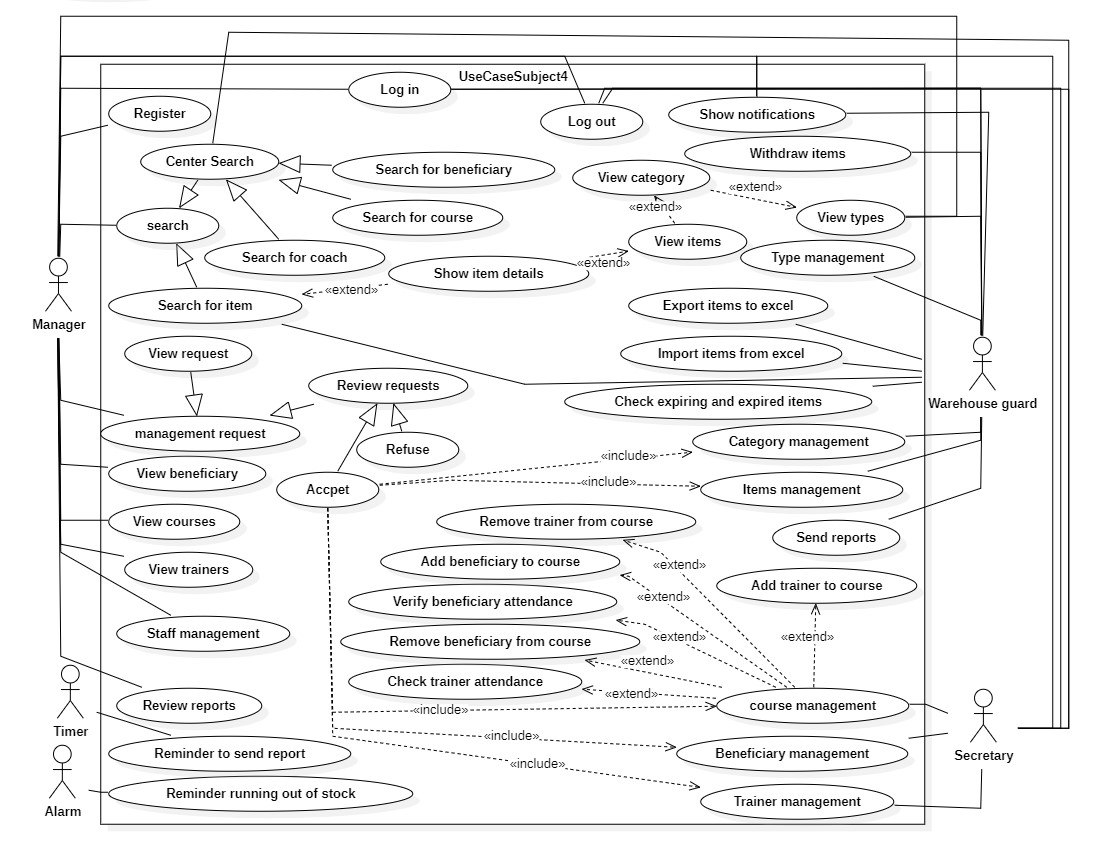 UseCaseSubject4
Log in
Register
Log out
Show notifications
Center Search
Withdraw items
Search for beneficiary
View category
«extend»
«extend»
search
Search for course
View types
View items
Search for coach
Type management
«extend»
Show item details
«extend»
Manager
Search for item
Export items to excel
View request
Import items from excel
Review requests
Check expiring and expired items
Warehouse guard
management request
Category management
Refuse
«include»
View beneficiary
«include»
Accpet
Items management
View courses
Remove trainer from course
Send reports
Add beneficiary to course
«extend»
View trainers
Add trainer to course
«extend»
Verify beneficiary attendance
Staff management
«extend»
«extend»
Remove beneficiary from course
«extend»
Check trainer attendance
«extend»
Review reports
«include»
course management
Timer
«include»
Reminder to send report
Beneficiary management
Secretary
«include»
Reminder running out of stock
Trainer management
Alarm